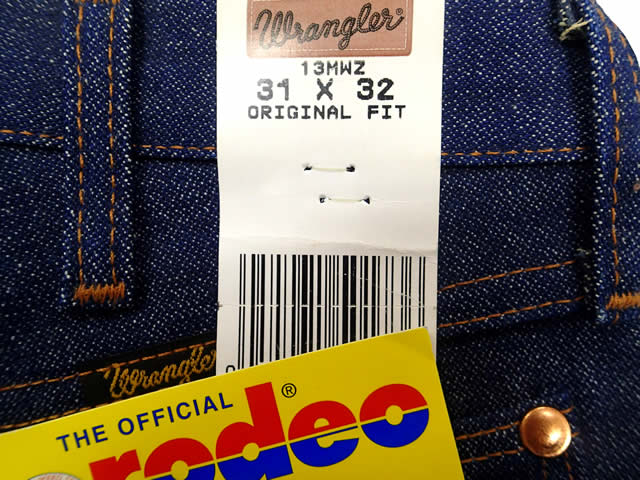 Wrangler®
13MWZ
31 X 32
ORIGINAL FIT
Wrangler
THE OFFICIAL
rodeo®